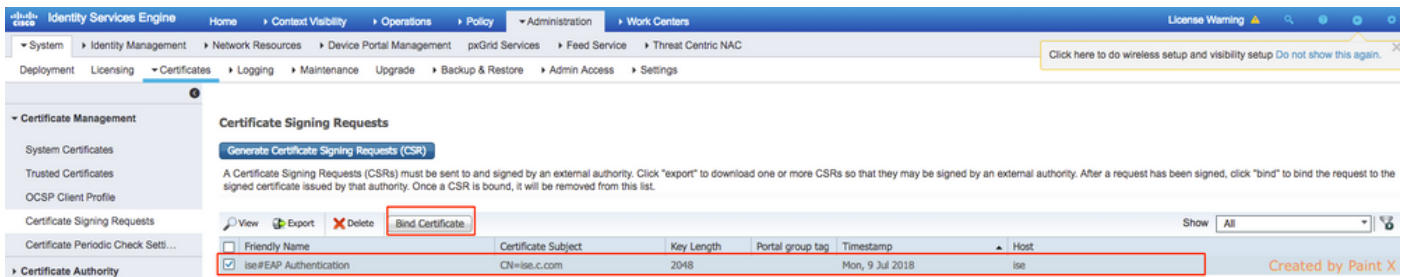 cisco Identity Services Engine Home Context Visibility Operations Policy Administration Work Centers License Warning
System Identity Management Network Resources Device Portal Management pxGrid Services Feed Service Threat Centric NAC
Click here to do wireless setup and visibility setup Do not show this again.
Deployment Licensing Certificates Logging Maintenance Upgrade Backup & Restore Admin Access Settings
Certificate Management
System Certificates
Trusted Certificates
OCSP Client Profile
Certificate Signing Requests
Certificate Periodic Check Setti...
Certificate Authority
Certificate Signing Requests
Generate Certificate Signing Requests (CSR)
A Certificate Signing Requests (CSRs) must be sent to and signed by an external authority. Click "export" to download one or more CSRs so that they may be signed by an external authority. After a request has been signed, click "bind" to bind the request to the
signed certificate issued by that authority. Once a CSR is bound, it will be removed from this list.
View Export Delete Bind Certificate Show All
Friendly Name Certificate Subject Key Length Portal group tag Timestamp Host
ise#EAP Authentication CN=ise.c.com 2048 Mon, 9 Jul 2018 ise
Created by Paint X